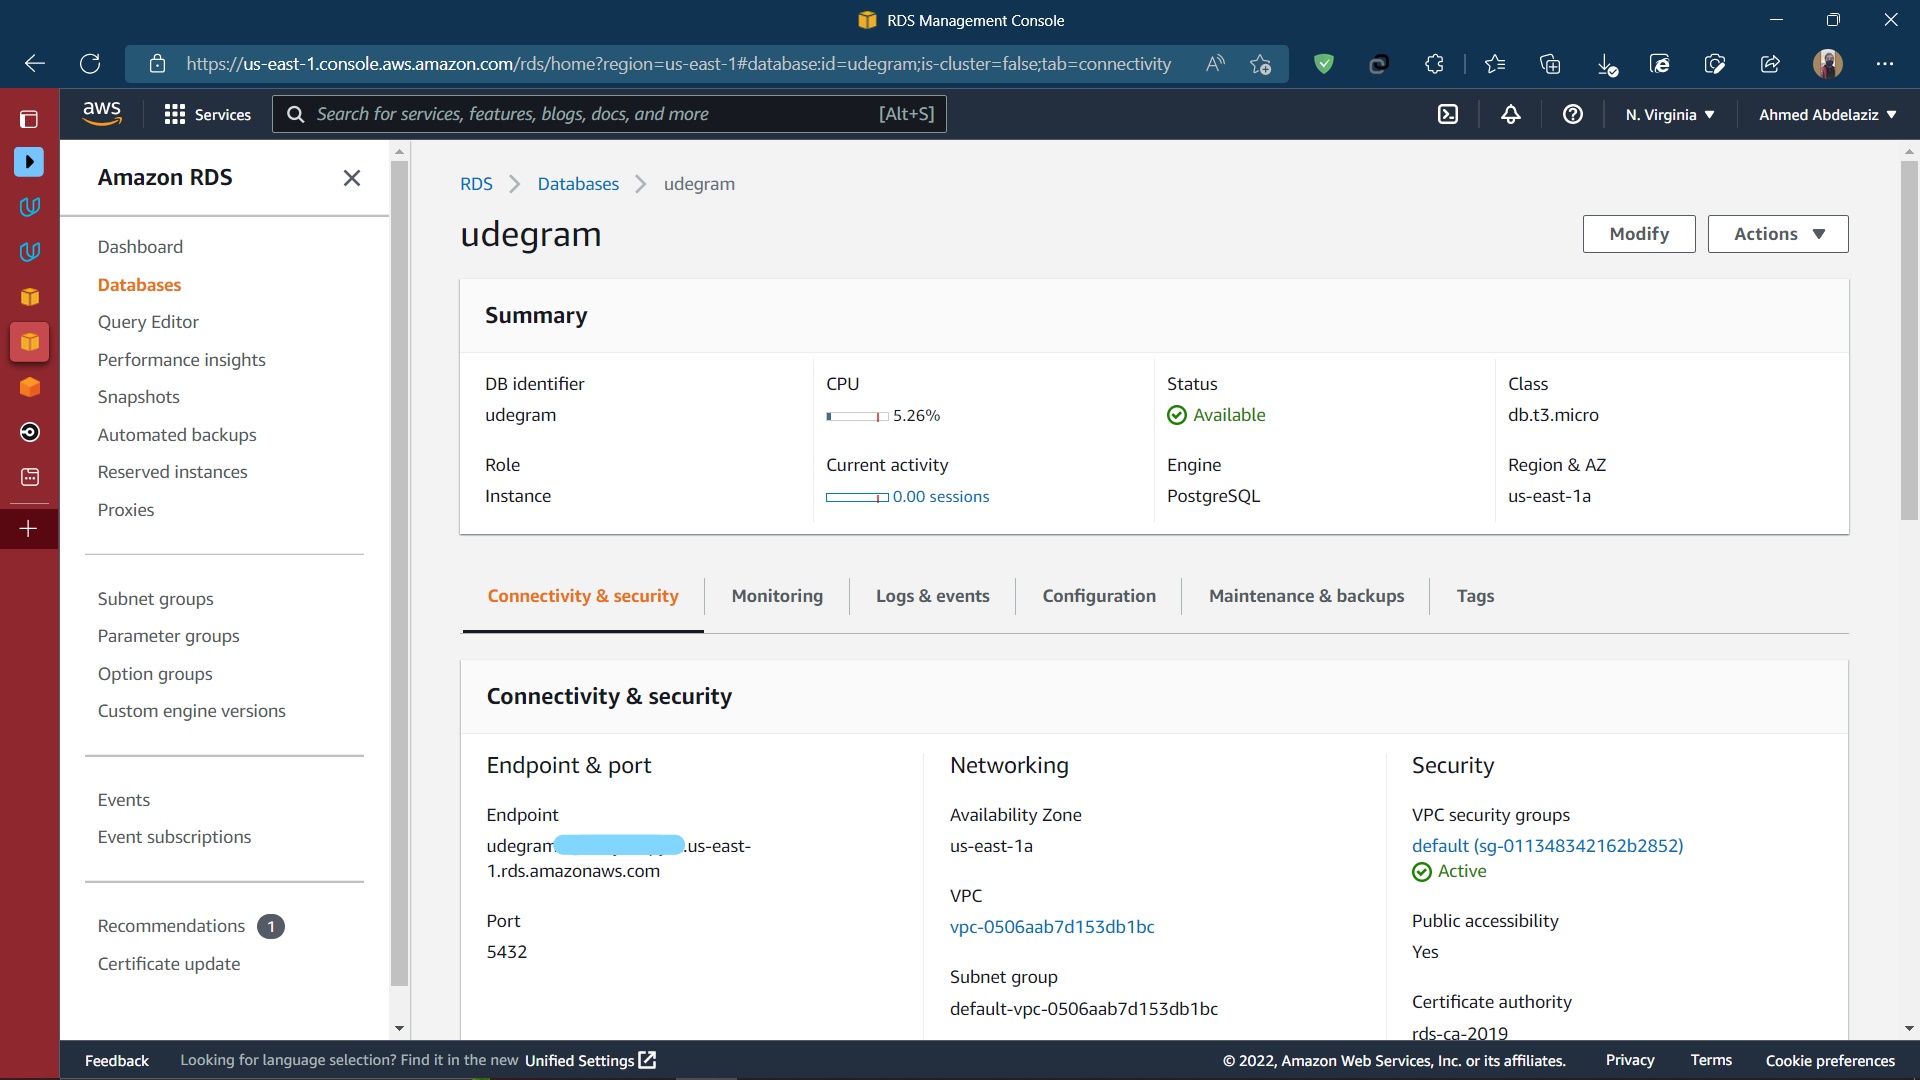 RDS Management Console
https://us-east-1.console.aws.amazon.com/rds/home?region=us-east-1#database:id=udegram;is-cluster=false;tab=connectivity
aws
Services
Search for services, features, blogs, docs, and more
[Alt+S]
N. Virginia
Ahmed Abdelaziz
Amazon RDS
Dashboard
Databases
Query Editor
Performance insights
Snapshots
Automated backups
Reserved instances
Proxies
Subnet groups
Parameter groups
Option groups
Custom engine versions
Events
Event subscriptions
Recommendations 1
Certificate update
RDS
Databases
udegram
udegram
Modify
Actions
Summary
DB identifier
udegram
CPU
5.26%
Status
Available
Class
db.t3.micro
Role
Instance
Current activity
0.00 sessions
Engine
PostgreSQL
Region & AZ
us-east-1a
Connectivity & security
Monitoring
Logs & events
Configuration
Maintenance & backups
Tags
Connectivity & security
Endpoint & port
Endpoint
udegram .us-east-
1.rds.amazonaws.com
Port
5432
Networking
Availability Zone
us-east-1a
VPC
vpc-0506aab7d153db1bc
Subnet group
default-vpc-0506aab7d153db1bc
Security
VPC security groups
default (sg-011348342162b2852)
Active
Public accessibility
Yes
Certificate authority
rds-ca-2019
Feedback
Looking for language selection? Find it in the new Unified Settings
© 2022, Amazon Web Services, Inc. or its affiliates.
Privacy
Terms
Cookie preferences